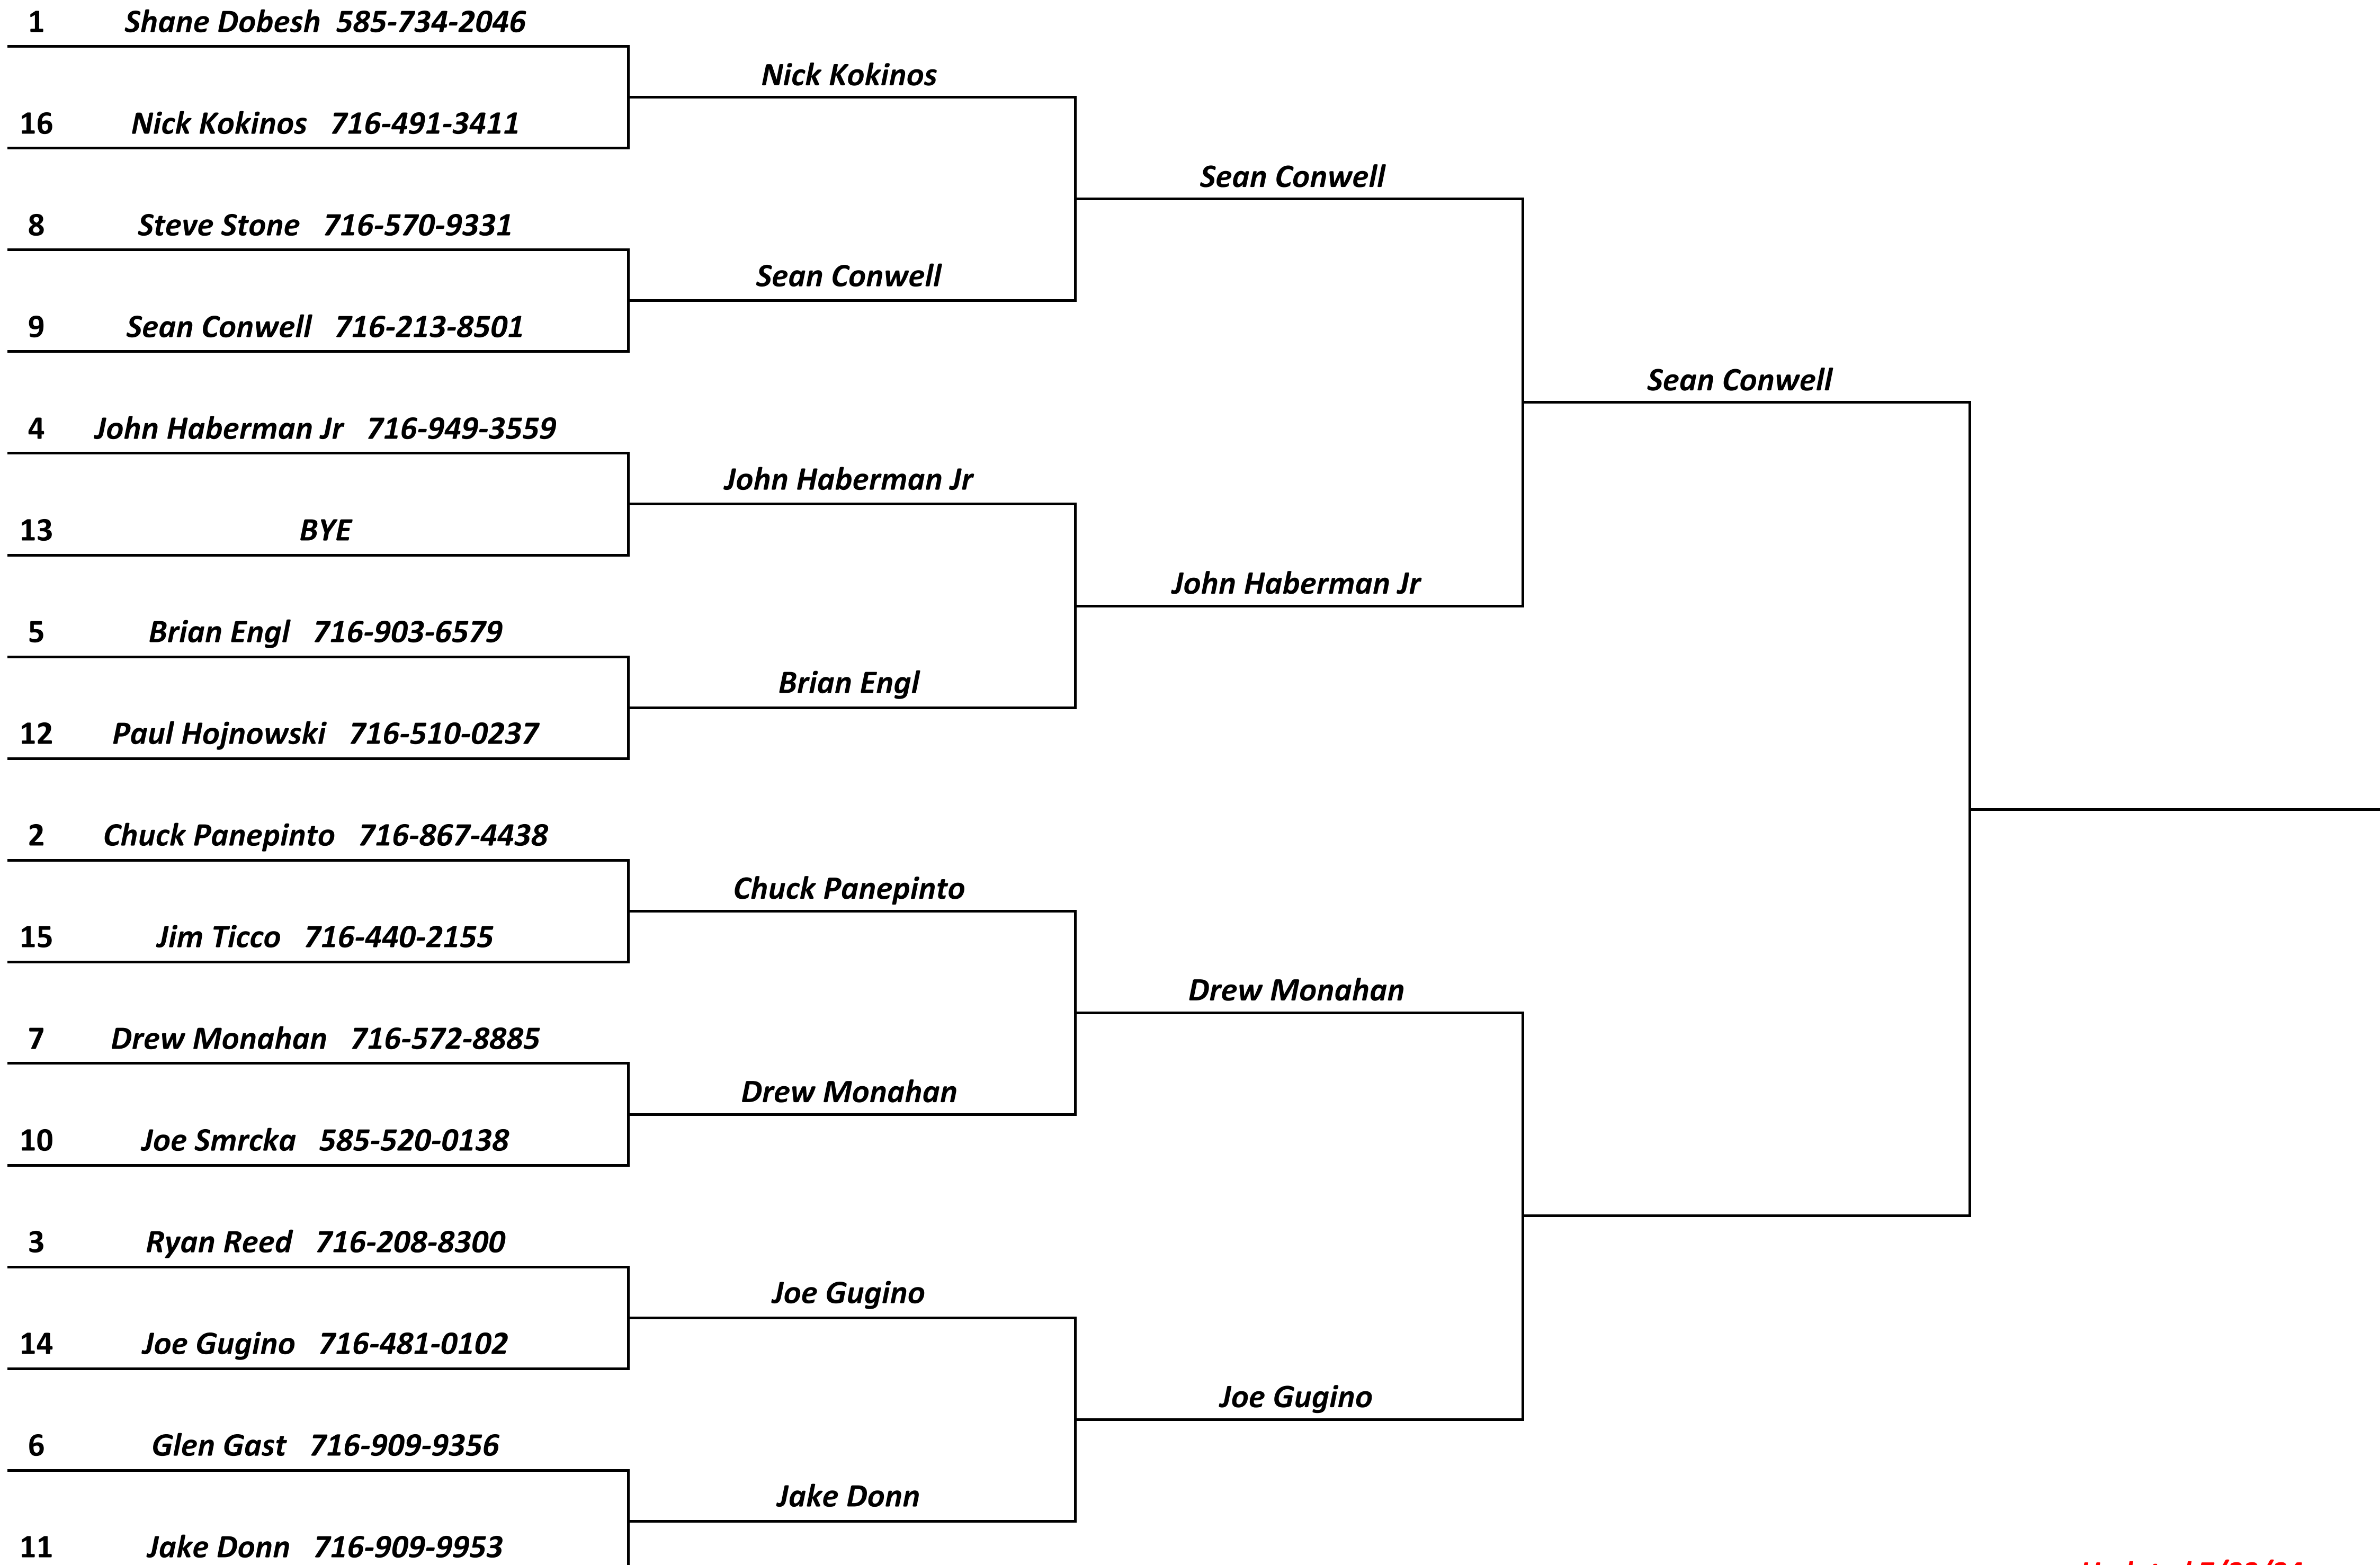 1 Shane Dobesh 585-734-2046
Nick Kokinos
16 Nick Kokinos 716-491-3411
Sean Conwell
8 Steve Stone 716-570-9331
Sean Conwell
9 Sean Conwell 716-213-8501
Sean Conwell
4 John Haberman Jr 716-949-3559
John Haberman Jr
13 BYE
John Haberman Jr
5 Brian Engl 716-903-6579
Brian Engl
12 Paul Hojnowski 716-510-0237
2 Chuck Panepinto 716-867-4438
Chuck Panepinto
15 Jim Ticco 716-440-2155
Drew Monahan
7 Drew Monahan 716-572-8885
Drew Monahan
10 Joe Smrcka 585-520-0138
3 Ryan Reed 716-208-8300
Joe Gugino
14 Joe Gugino 716-481-0102
Joe Gugino
6 Glen Gast 716-909-9356
Jake Donn
11 Jake Donn 716-909-9953